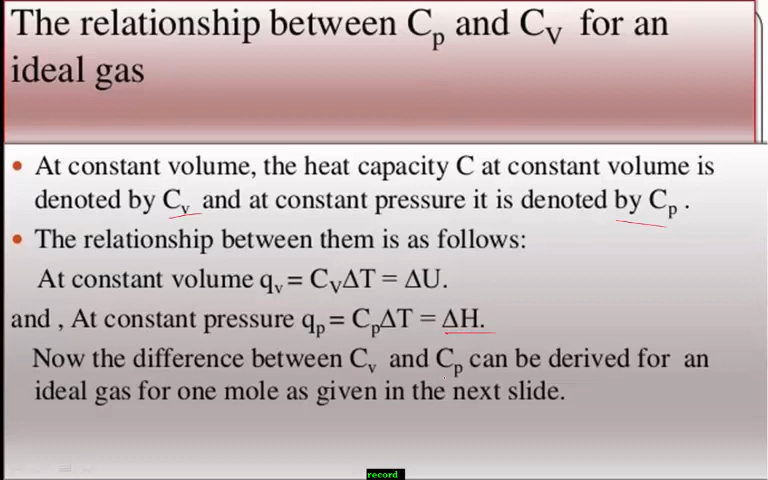 The relationship between Cp and CV for an
ideal gas
• At constant volume, the heat capacity C at constant volume is
denoted by Cv and at constant pressure it is denoted by Cp .
• The relationship between them is as follows:
At constant volume qv = CVΔT = ΔU.
and , At constant pressure qp = CpΔT = ΔH.
Now the difference between Cv and Cp can be derived for an
ideal gas for one mole as given in the next slide.
record